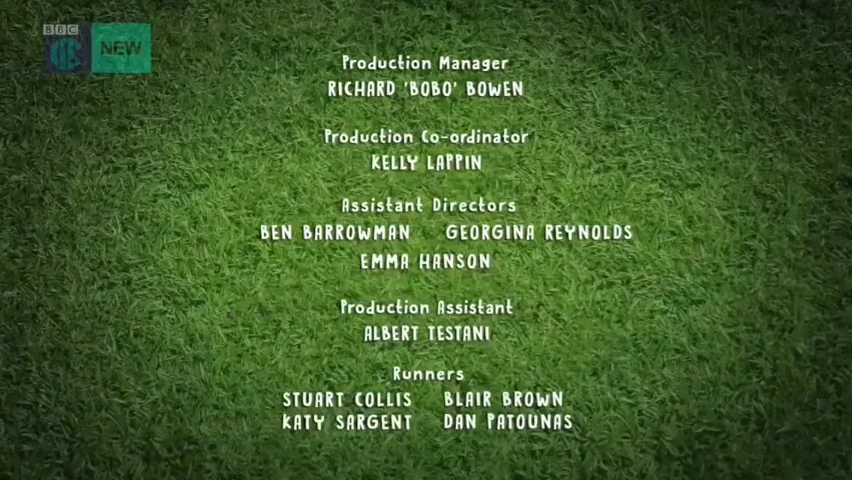 BBC
NEW
Production Manager
RICHARD 'BOBO' BOWEN
Production Co-ordinator
KELLY LAPPIN
Assistant Directors
BEN BARROWMAN GEORGINA REYNOLDS
EMMA HANSON
Production Assistant
ALBERT TESTANI
Runners
STUART COLLIS BLAIR BROWN
KATY SARGENT DAN PATOUNAS